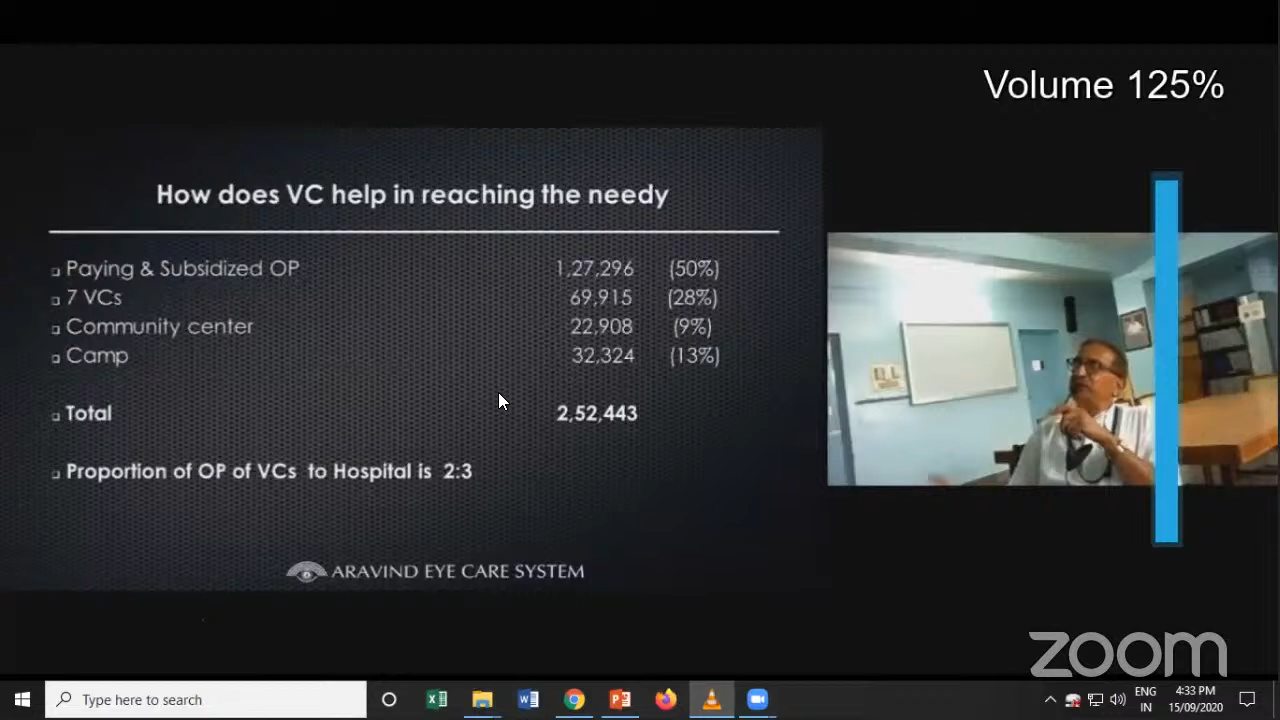 Volume 125%
How does VC help in reaching the needy
Paying & Subsidized OP 1,27,296 (50%)
7 VCs 69,915 (28%)
Community center 22,908 (9%)
Camp 32,324 (13%)
Total 2,52,443
Proportion of OP of VCs to Hospital is 2:3
ARAVIND EYE CARE SYSTEM
zoom
Type here to search
ENG
IN
4:33 PM
15/09/2020